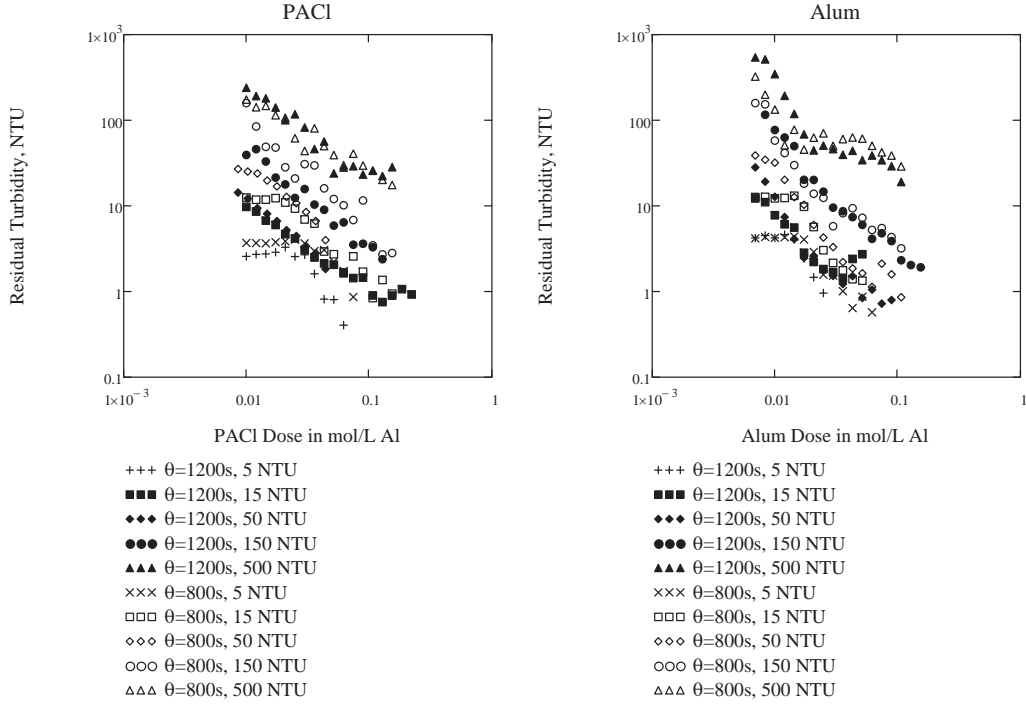 PACl
Alum
Residual Turbidity, NTU
1×10³
100
10
1
0.1
1×10⁻³
0.01
0.1
1
PACl Dose in mol/L Al
Residual Turbidity, NTU
1×10³
100
10
1
0.1
1×10⁻³
0.01
0.1
1
Alum Dose in mol/L Al
θ=1200s, 5 NTU
θ=1200s, 15 NTU
θ=1200s, 50 NTU
θ=1200s, 150 NTU
θ=1200s, 500 NTU
θ=800s, 5 NTU
θ=800s, 15 NTU
θ=800s, 50 NTU
θ=800s, 150 NTU
θ=800s, 500 NTU
θ=1200s, 5 NTU
θ=1200s, 15 NTU
θ=1200s, 50 NTU
θ=1200s, 150 NTU
θ=1200s, 500 NTU
θ=800s, 5 NTU
θ=800s, 15 NTU
θ=800s, 50 NTU
θ=800s, 150 NTU
θ=800s, 500 NTU